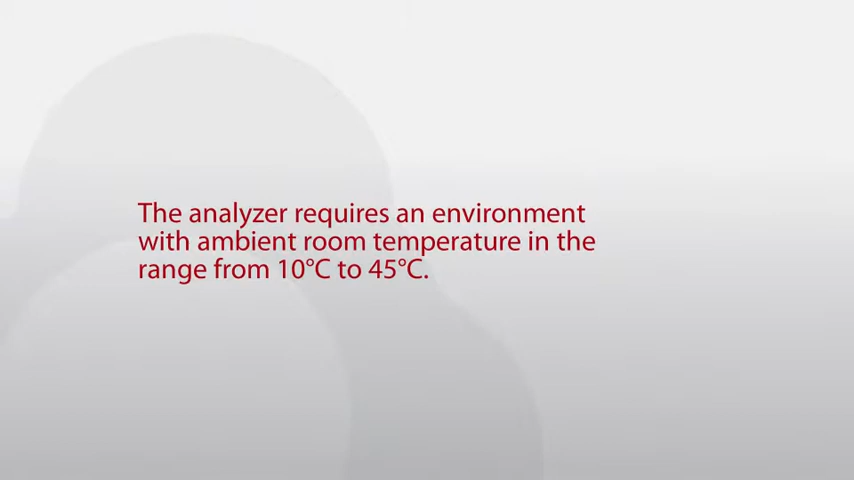 The analyzer requires an environment
with ambient room temperature in the
range from 10°C to 45°C.